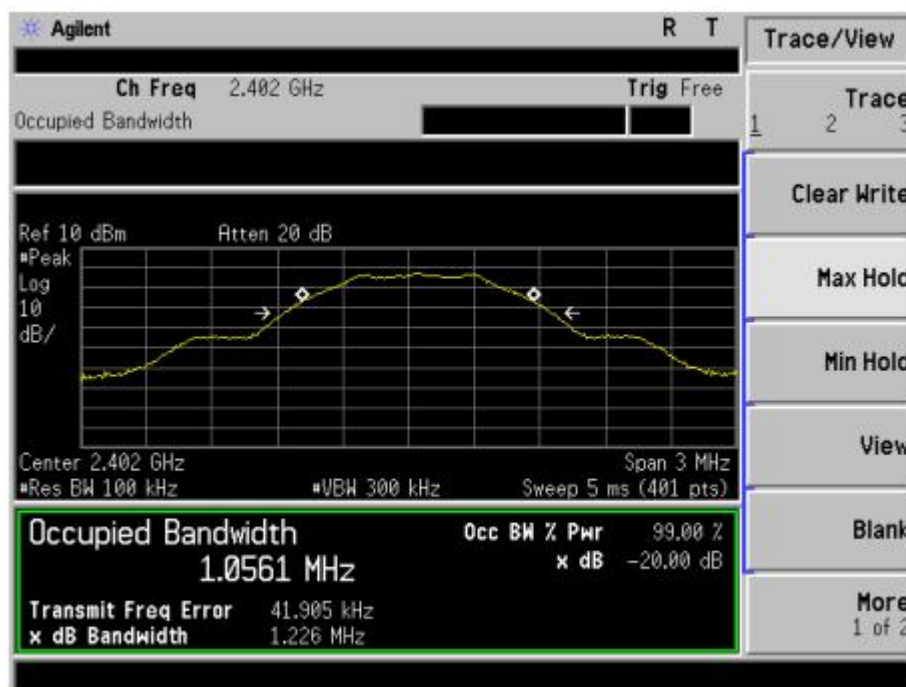 Agilent R T
Ch Freq 2.402 GHz Trig Free
Occupied Bandwidth
Ref 10 dBm Atten 20 dB
#Peak
Log
10
dB/
Center 2.402 GHz Span 3 MHz
#Res BW 100 kHz #VBW 300 kHz Sweep 5 ms (401 pts)
Occupied Bandwidth
1.0561 MHz
Occ BW % Pwr 99.00 %
x dB -20.00 dB
Transmit Freq Error 41.905 kHz
x dB Bandwidth 1.226 MHz
Trace/View
Trace
1 2 3
Clear Write
Max Hold
Min Hold
View
Blank
More
1 of 2